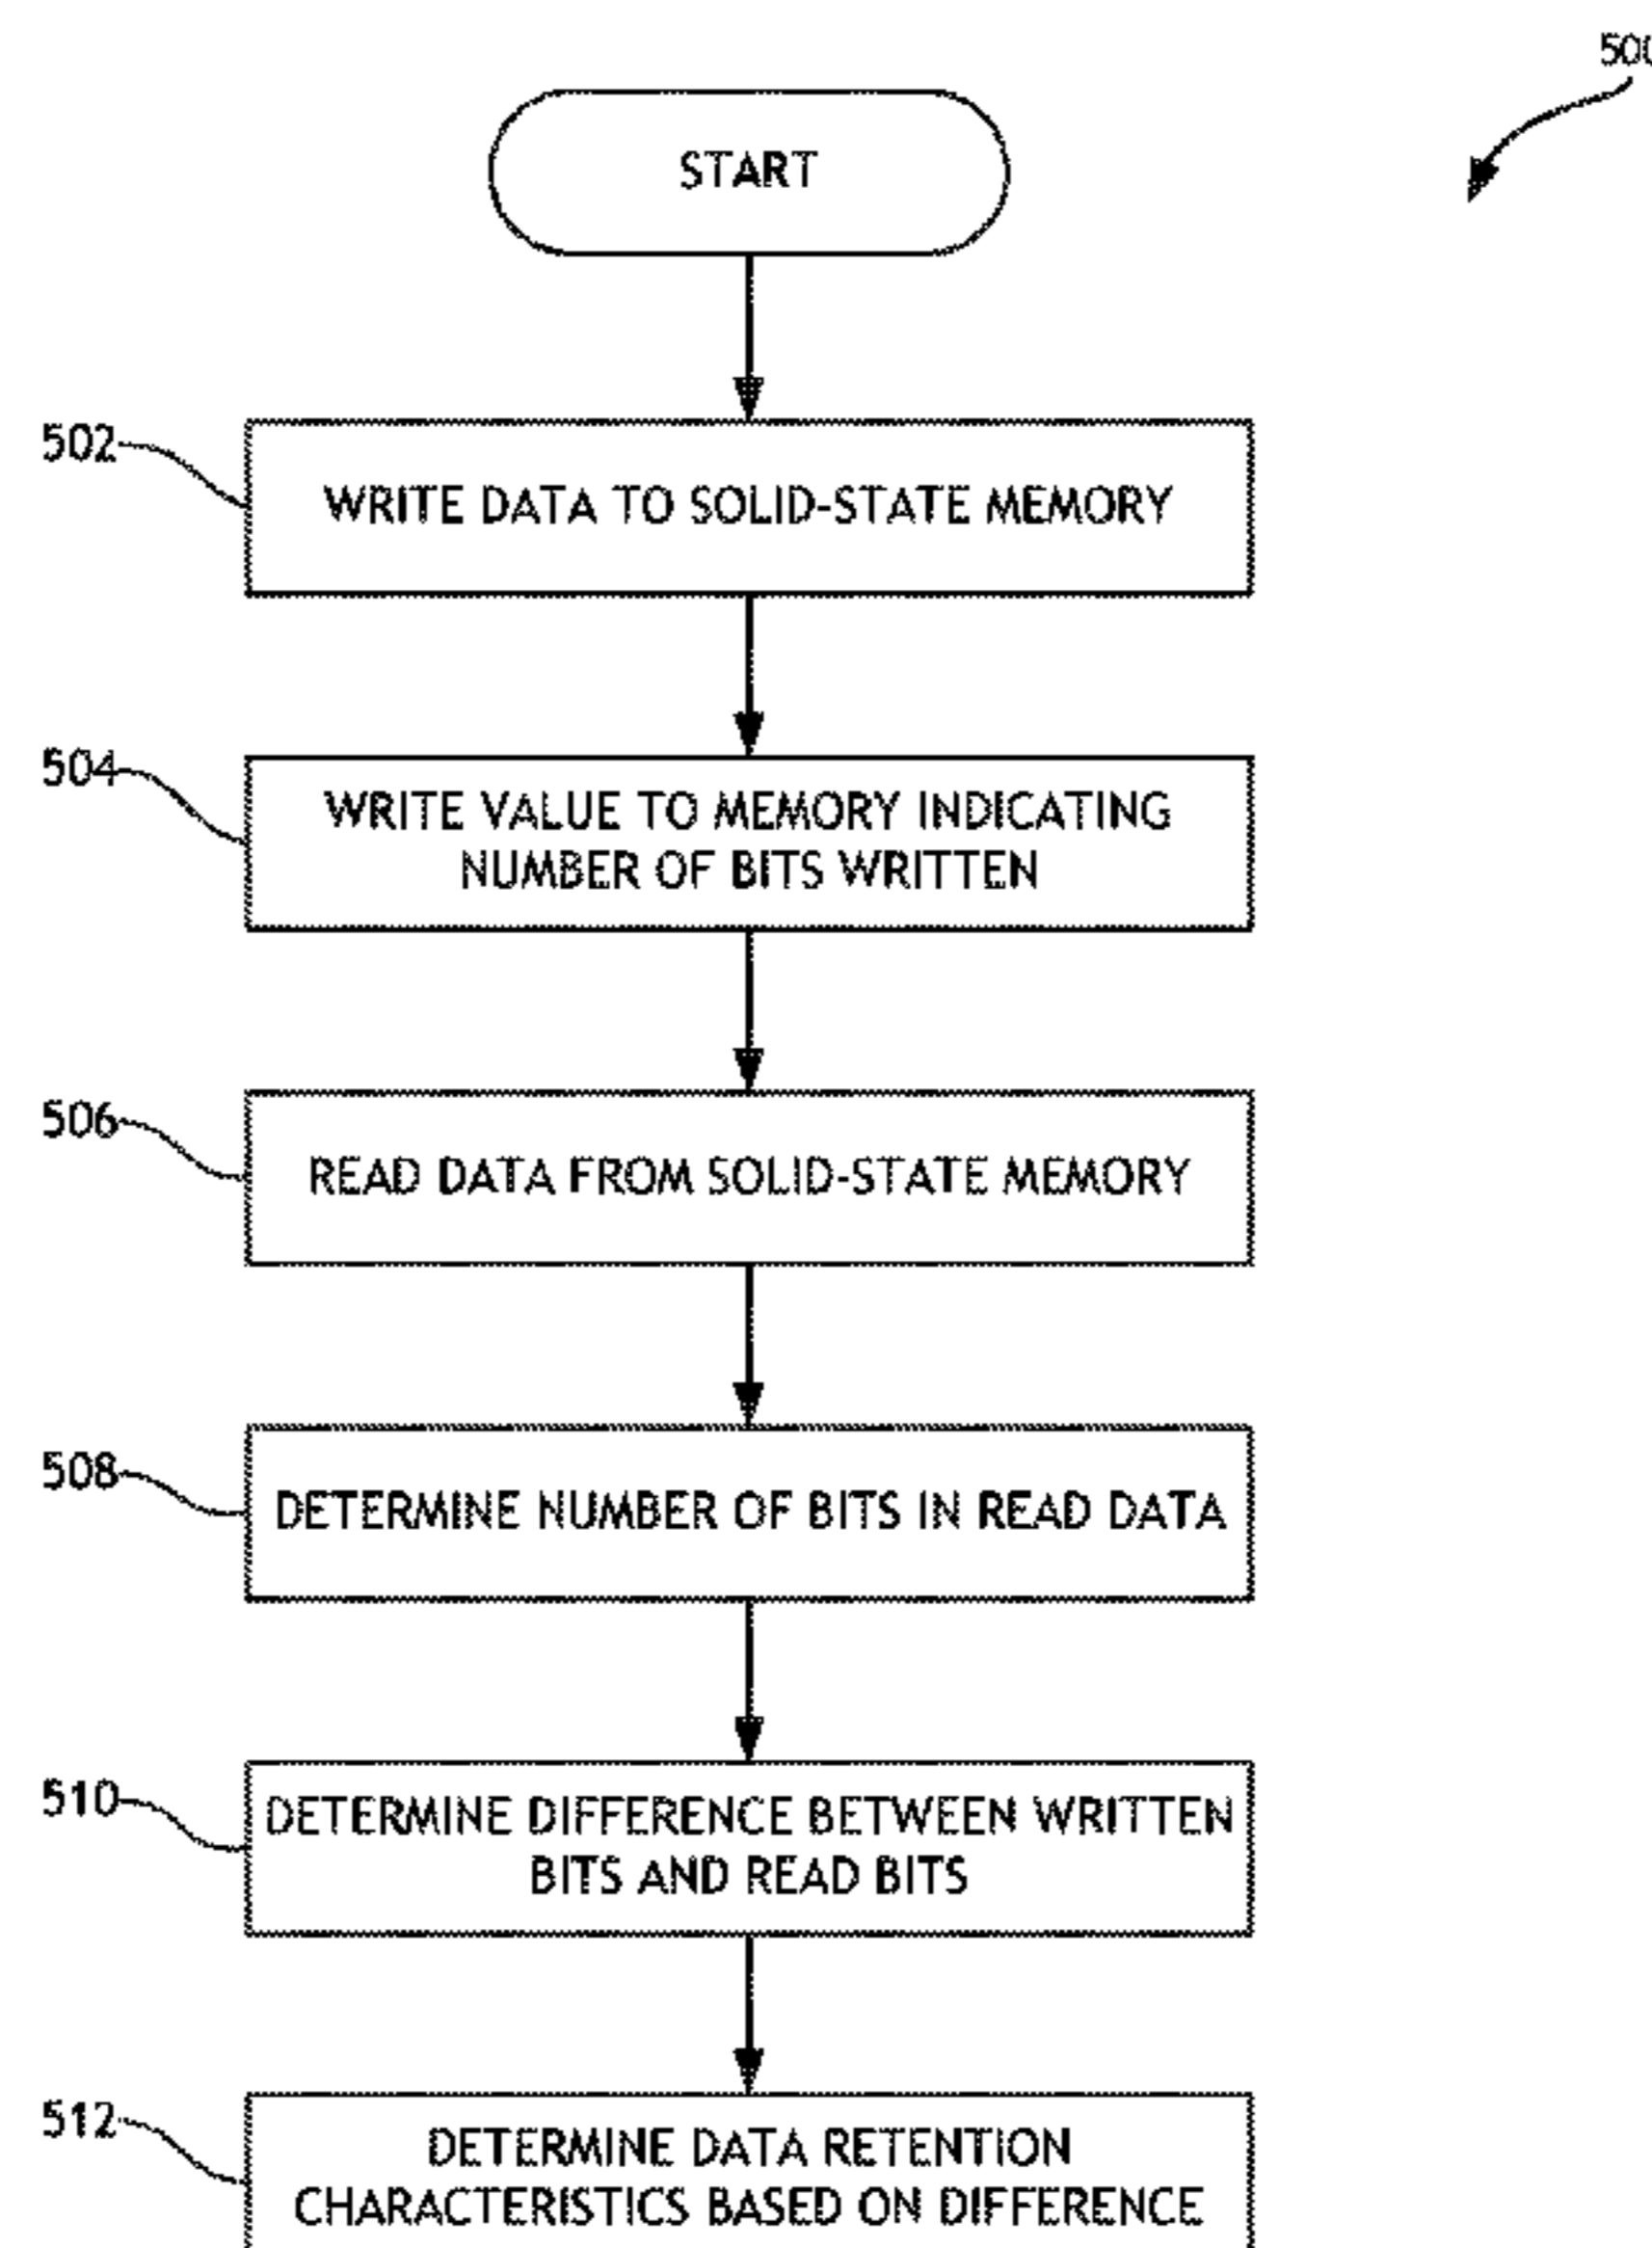 500
START
502
WRITE DATA TO SOLID-STATE MEMORY
504
WRITE VALUE TO MEMORY INDICATING
NUMBER OF BITS WRITTEN
506
READ DATA FROM SOLID-STATE MEMORY
508
DETERMINE NUMBER OF BITS IN READ DATA
510
DETERMINE DIFFERENCE BETWEEN WRITTEN
BITS AND READ BITS
512
DETERMINE DATA RETENTION
CHARACTERISTICS BASED ON DIFFERENCE